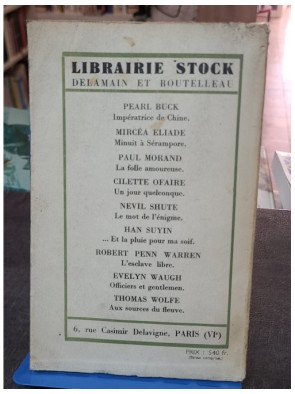 LIBRAIRIE STOCK
DELAMAIN ET BOUTELLEAU
PEARL BUCK
Impératrice de Chine.
MIRCÉA ELIADE
Minuit à Sérampore.
PAUL MORAND
La folle amoureuse.
CILETTE OFAIRE
Un jour quelconque.
NEVIL SHUTE
Le mot de l'énigme.
HAN SUYIN
... Et la pluie pour ma soif.
ROBERT PENN WARREN
L'esclave libre.
EVELYN WAUGH
Officiers et gentlemen.
THOMAS WOLFE
Aux sources du fleuve.
6, rue Casimir Delavigne, PARIS (VIe)
PRIX : 540 fr.